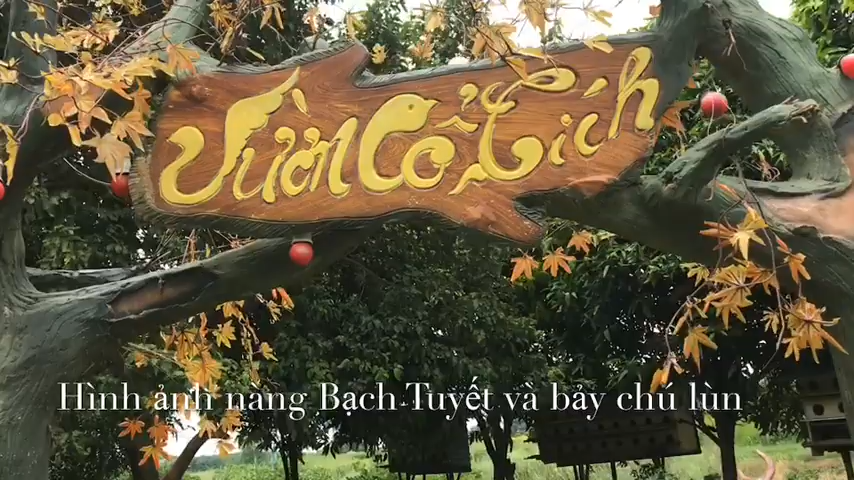 Vườn Cổ Tích
Hình ảnh nàng Bạch Tuyết và bảy chú lùn